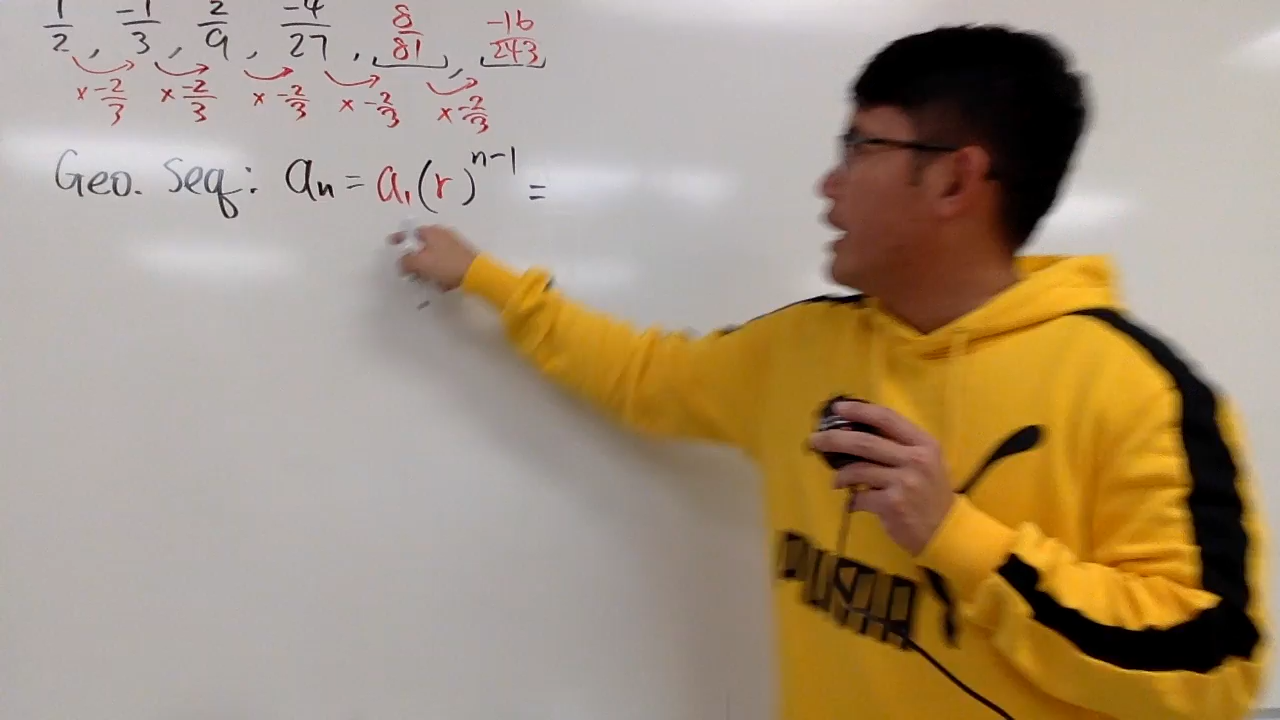 1/2, -1/3, 2/9, -4/27, 8/81, -16/243
×-2/3 ×-2/3 ×-2/3 ×-2/3 ×-2/3
Geo. Seq: aₙ = a₁(r)ⁿ⁻¹ =
PUMA